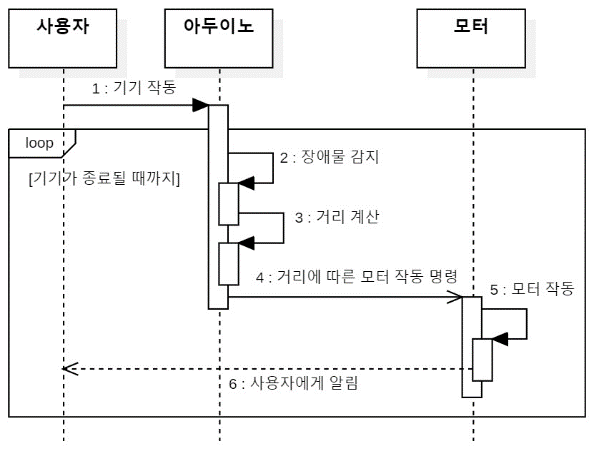 사용자
아두이노
모터
1 : 기기 작동
loop
2 : 장애물 감지
[기기가 종료될 때까지]
3 : 거리 계산
4 : 거리에 따른 모터 작동 명령
5 : 모터 작동
6 : 사용자에게 알림